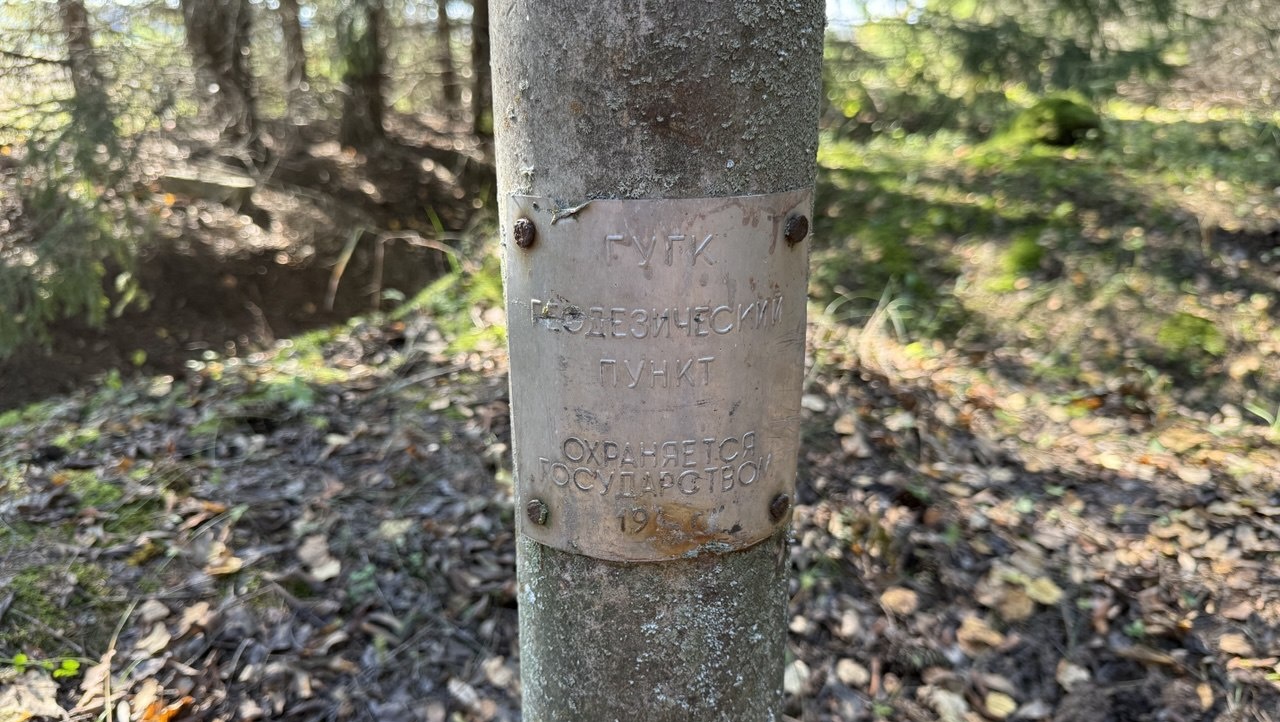 ГУГК
ГЕОДЕЗИЧЕСКИЙ
ПУНКТ
ОХРАНЯЕТСЯ
ГОСУДАРСТВОМ